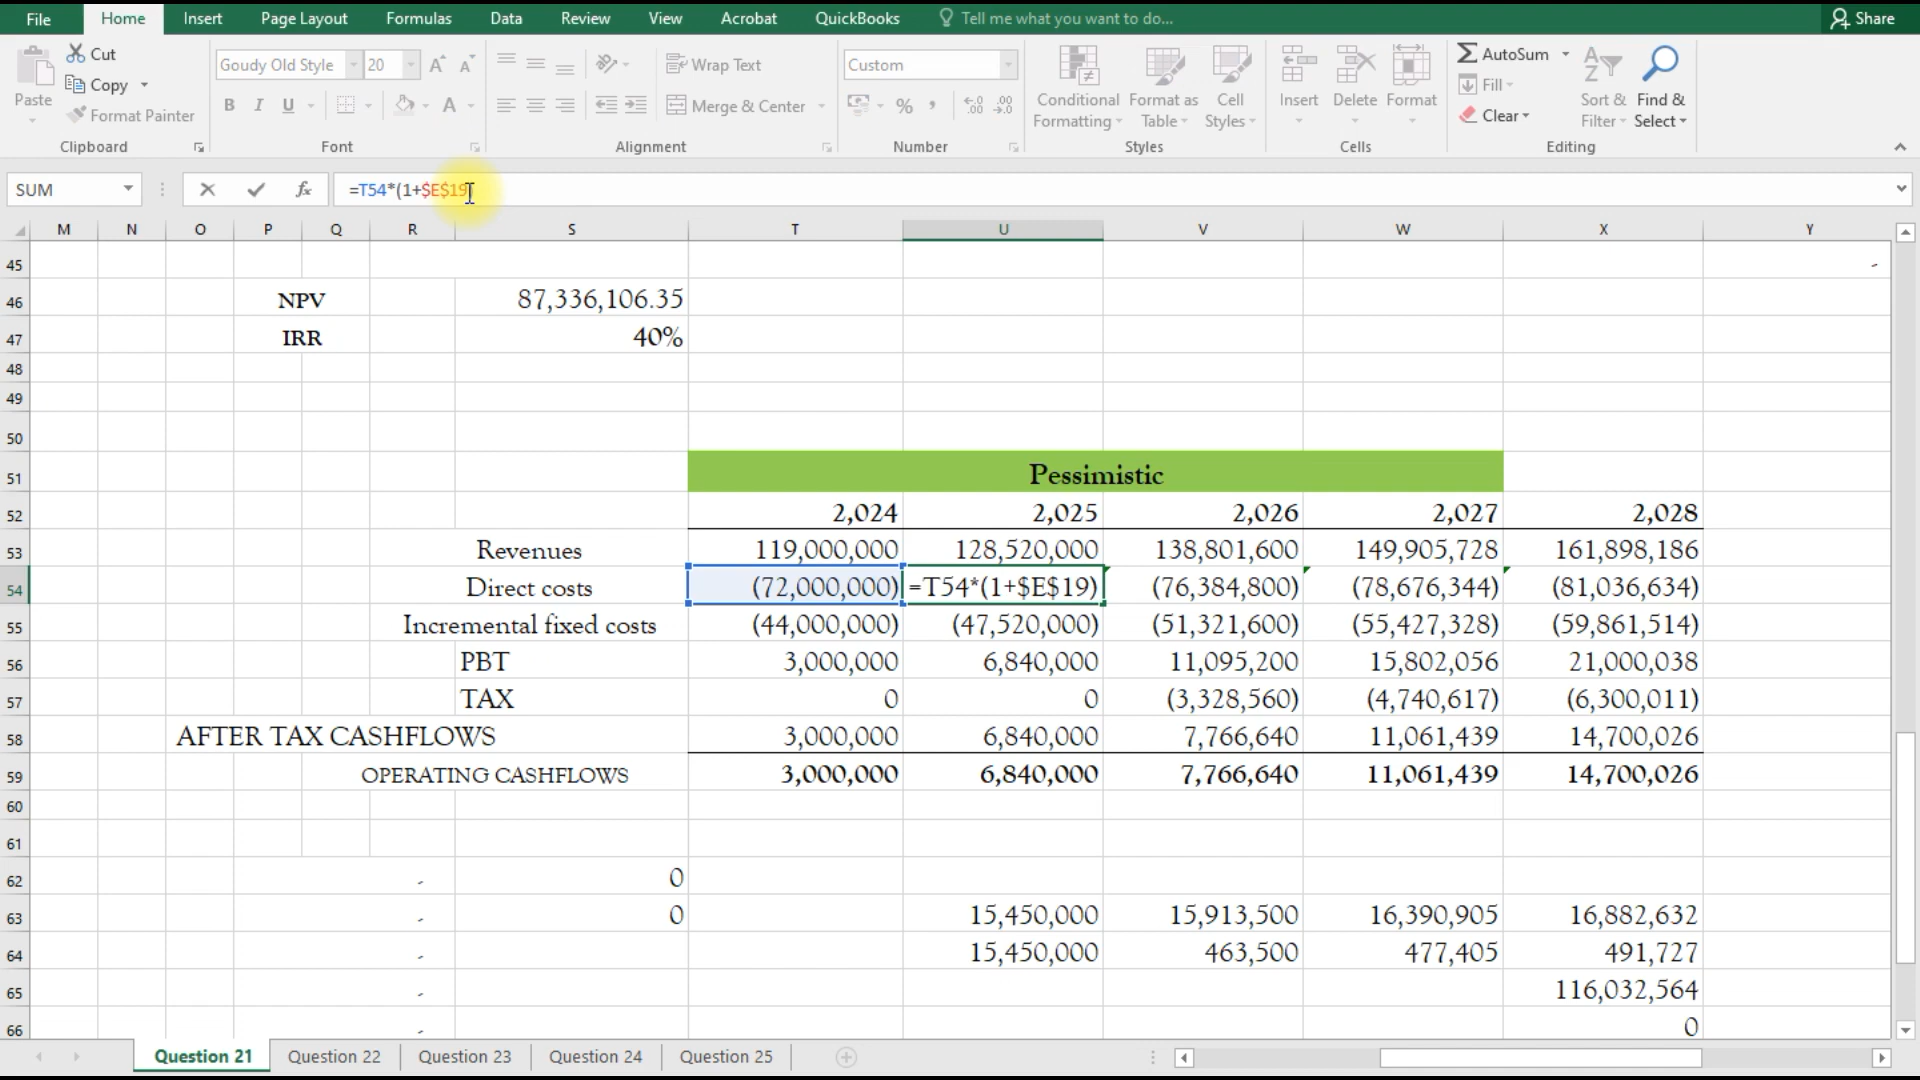 File Home Insert Page Layout Formulas Data Review View Acrobat QuickBooks Tell me what you want to do... Share
Paste Cut Copy Format Painter
Clipboard
Goudy Old Style 20
B I U A
Font
Wrap Text
Merge & Center
Alignment
Custom
%
Number
Conditional Formatting Format as Table Cell Styles
Styles
Insert Delete Format
Cells
AutoSum
Fill
Clear
Sort & Filter Find & Select
Editing
SUM fx =T54*(1+$E$19)
M N O P Q R S T U V W X Y
45 -
46 NPV 87,336,106.35
47 IRR 40%
48
49
50
51 Pessimistic
52 2,024 2,025 2,026 2,027 2,028
53 Revenues 119,000,000 128,520,000 138,801,600 149,905,728 161,898,186
54 Direct costs (72,000,000) =T54*(1+$E$19) (76,384,800) (78,676,344) (81,036,634)
55 Incremental fixed costs (44,000,000) (47,520,000) (51,321,600) (55,427,328) (59,861,514)
56 PBT 3,000,000 6,840,000 11,095,200 15,802,056 21,000,038
57 TAX 0 0 (3,328,560) (4,740,617) (6,300,011)
58 AFTER TAX CASHFLOWS 3,000,000 6,840,000 7,766,640 11,061,439 14,700,026
59 OPERATING CASHFLOWS 3,000,000 6,840,000 7,766,640 11,061,439 14,700,026
60
61
62 - 0
63 - 0 15,450,000 15,913,500 16,390,905 16,882,632
64 - 15,450,000 463,500 477,405 491,727
65 - 116,032,564
66 - 0
Question 21 Question 22 Question 23 Question 24 Question 25